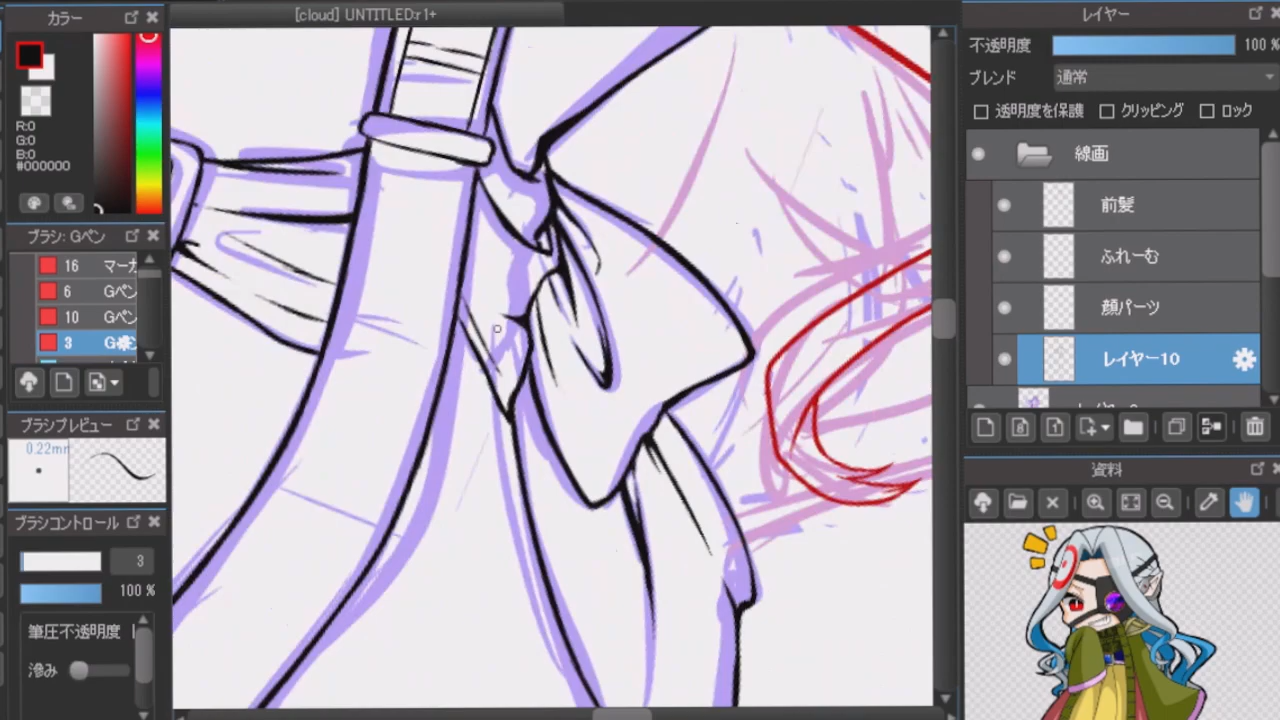 カラー
[cloud] UNTITLED:r1+
レイヤー
不透明度 100 %
ブレンド 通常
透明度を保護 クリッピング ロック
R:0
G:0
B:0
#000000
線画
前髪
ふれーむ
顔パーツ
レイヤー10
ブラシ: Gペン
16 マーカ
6 Gペン
10 Gペン
3 Gペン
8
1
ブラシプレビュー
0.22mm
資料
ブラシコントロール
3
100 %
筆圧不透明度
滲み